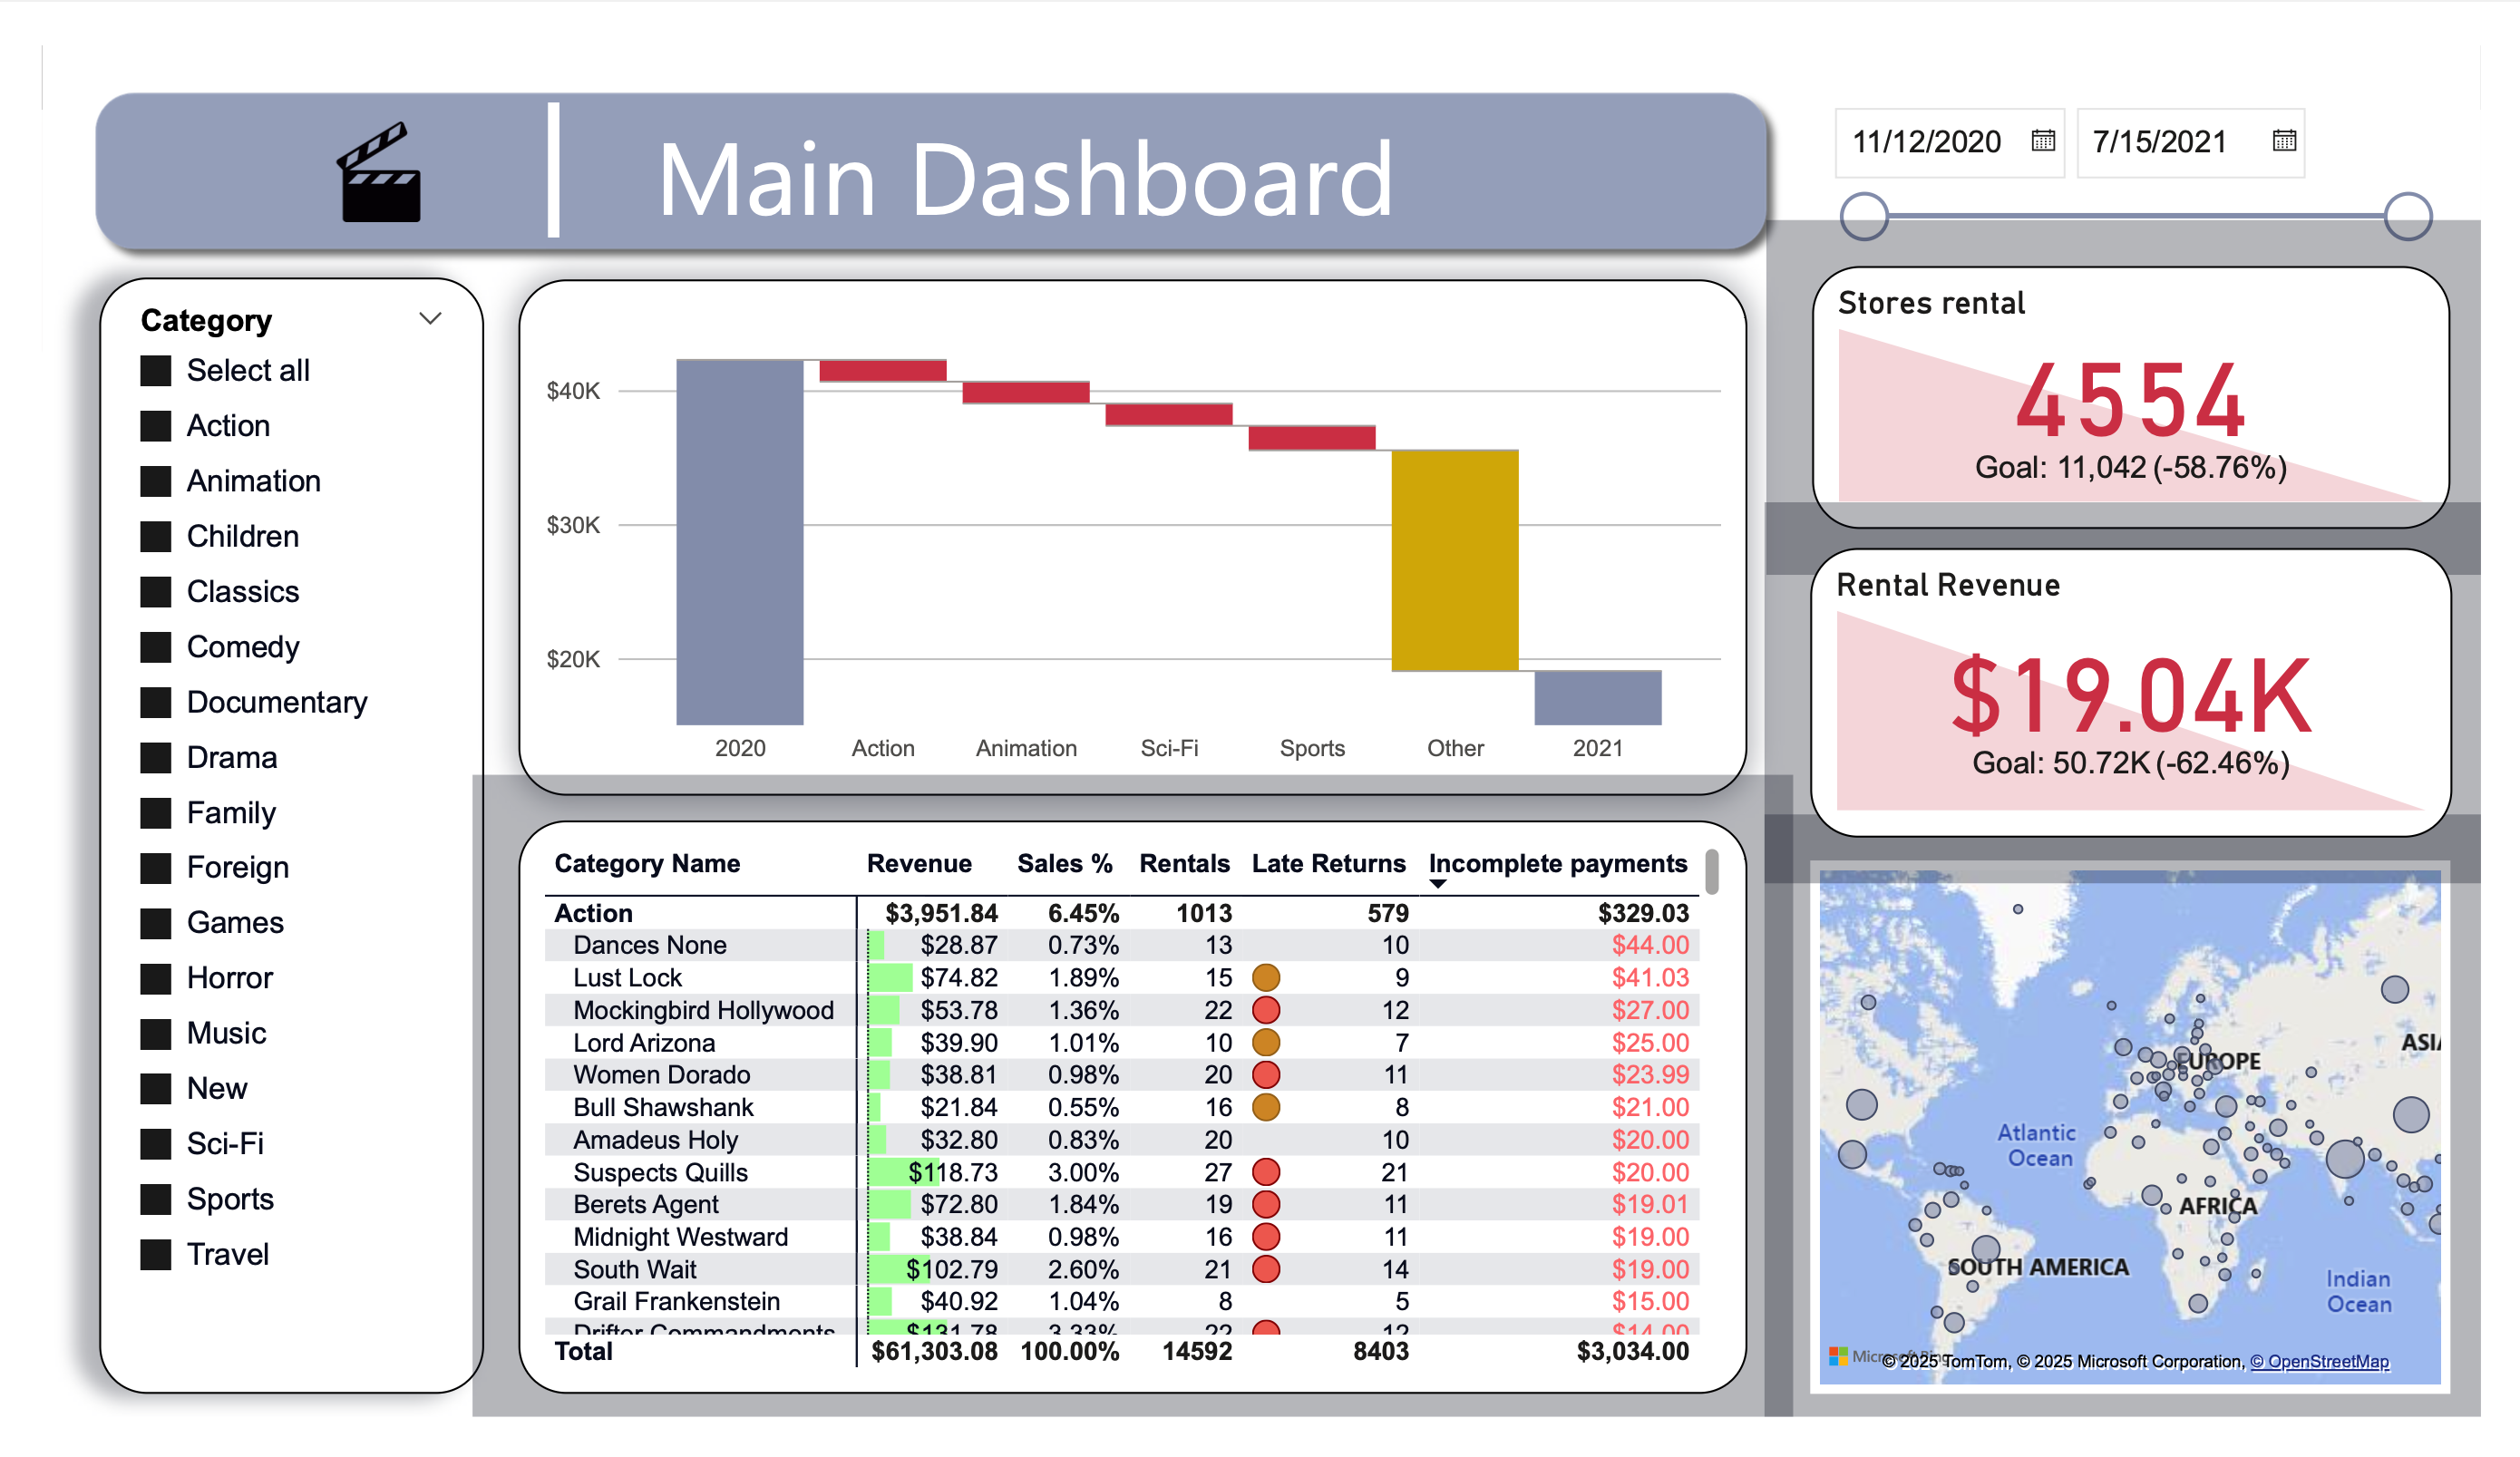 Main Dashboard
11/12/2020
7/15/2021
Category
Select all
Action
Animation
Children
Classics
Comedy
Documentary
Drama
Family
Foreign
Games
Horror
Music
New
Sci-Fi
Sports
Travel
$40K
$30K
$20K
2020 Action Animation Sci-Fi Sports Other 2021
Stores rental
4554
Goal: 11,042 (-58.76%)
Rental Revenue
$19.04K
Goal: 50.72K (-62.46%)
Category Name Revenue Sales % Rentals Late Returns Incomplete payments
Action $3,951.84 6.45% 1013 579 $329.03
Dances None $28.87 0.73% 13 10 $44.00
Lust Lock $74.82 1.89% 15 9 $41.03
Mockingbird Hollywood $53.78 1.36% 22 12 $27.00
Lord Arizona $39.90 1.01% 10 7 $25.00
Women Dorado $38.81 0.98% 20 11 $23.99
Bull Shawshank $21.84 0.55% 16 8 $21.00
Amadeus Holy $32.80 0.83% 20 10 $20.00
Suspects Quills $118.73 3.00% 27 21 $20.00
Berets Agent $72.80 1.84% 19 11 $19.01
Midnight Westward $38.84 0.98% 16 11 $19.00
South Wait $102.79 2.60% 21 14 $19.00
Grail Frankenstein $40.92 1.04% 8 5 $15.00
Drifter Commandments $131.78 3.33% 22 12 $14.00
Total $61,303.08 100.00% 14592 8403 $3,034.00
ASI
EUROPE
Atlantic
Ocean
AFRICA
SOUTH AMERICA
Indian
Ocean
© 2025 TomTom, © 2025 Microsoft Corporation, © OpenStreetMap